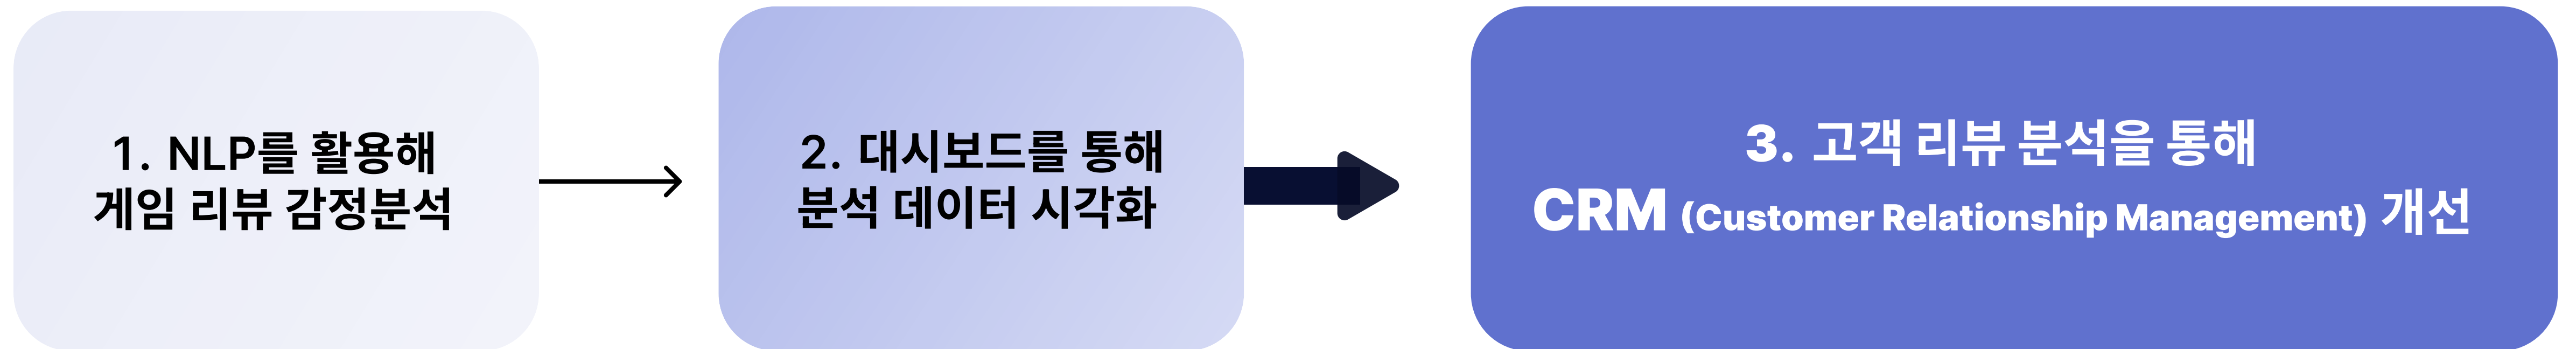 1. NLP를 활용해
게임 리뷰 감정분석
2. 대시보드를 통해
분석 데이터 시각화
3. 고객 리뷰 분석을 통해
CRM (Customer Relationship Management) 개선